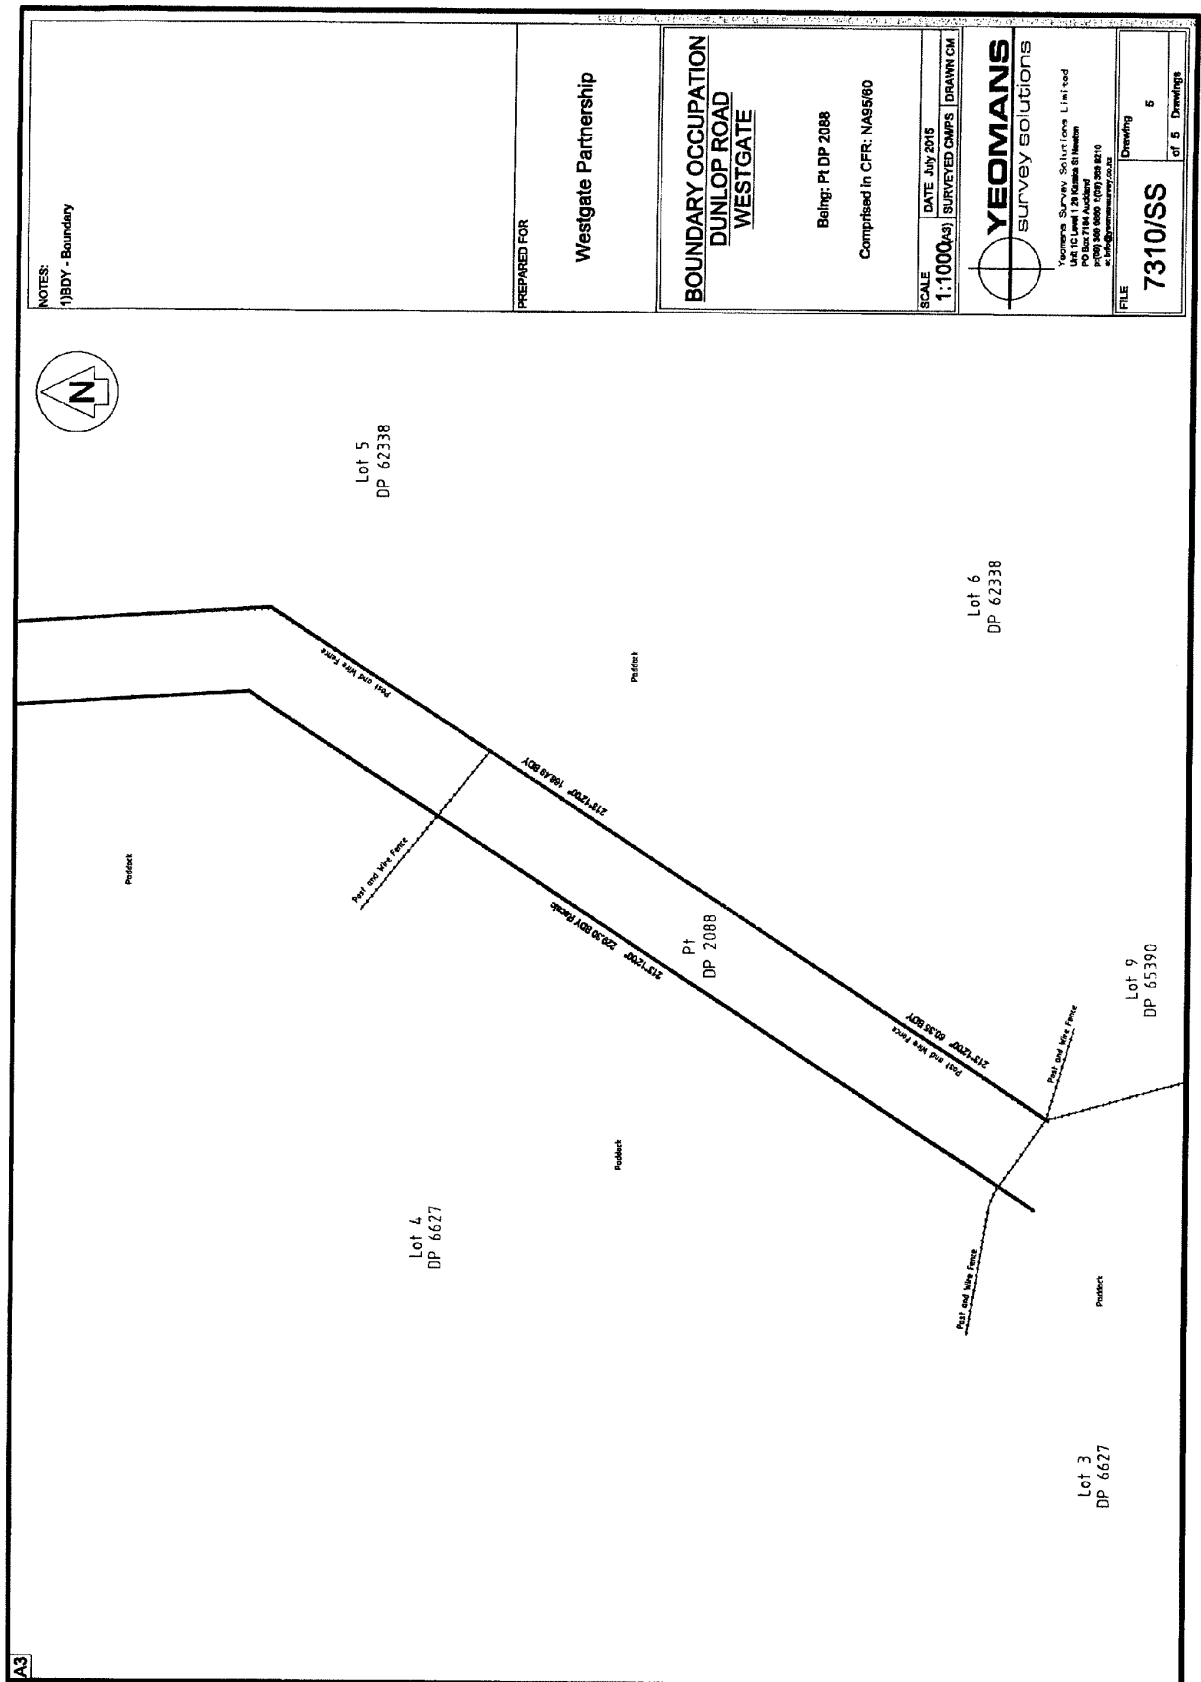 A3
NOTES:
1)BDY - Boundary
PREPARED FOR
Westgate Partnership
BOUNDARY OCCUPATION
DUNLOP ROAD
WESTGATE
Being: Pt DP 2088
Comprised in CFR: NA95/60
SCALE
1:1000(A3)
DATE July 2015
SURVEYED CM/PS
DRAWN CM
YEOMANS
survey solutions
Yeomans Survey Solutions Limited
PO Box 7184 Auckland
FILE
7310/SS
Drawing
5
of 5 Drawings
N
Lot 5
DP 62338
Lot 6
DP 62338
Lot 9
DP 65390
Lot 4
DP 6627
Lot 3
DP 6627
Pt
DP 2088
Paddock
Paddock
Paddock
Paddock
Post and Wire Fence
Post and Wire Fence
Post and Wire Fence
Post and Wire Fence
Post and Wire Fence
213°12'00" 168.49 BDY
213°12'00" 229.30 BDY Recalc
213°12'00" 60.35 BDY